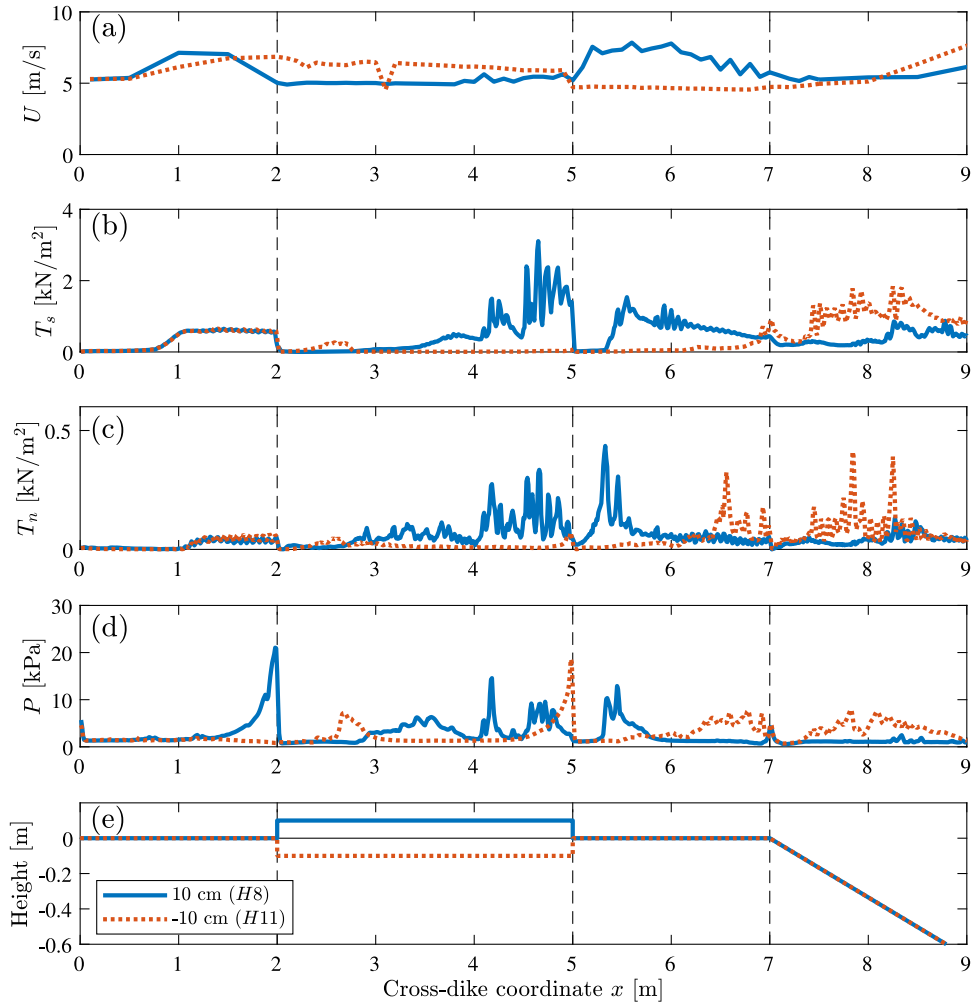 (a)
U [m/s]
10
5
0
0 1 2 3 4 5 6 7 8 9
(b)
T_s [kN/m²]
4
2
0
0 1 2 3 4 5 6 7 8 9
(c)
T_n [kN/m²]
0.5
0
0 1 2 3 4 5 6 7 8 9
(d)
P [kPa]
30
20
10
0
0 1 2 3 4 5 6 7 8 9
(e)
Height [m]
0
-0.2
-0.4
-0.6
10 cm (H8)
-10 cm (H11)
0 1 2 3 4 5 6 7 8 9
Cross-dike coordinate x [m]